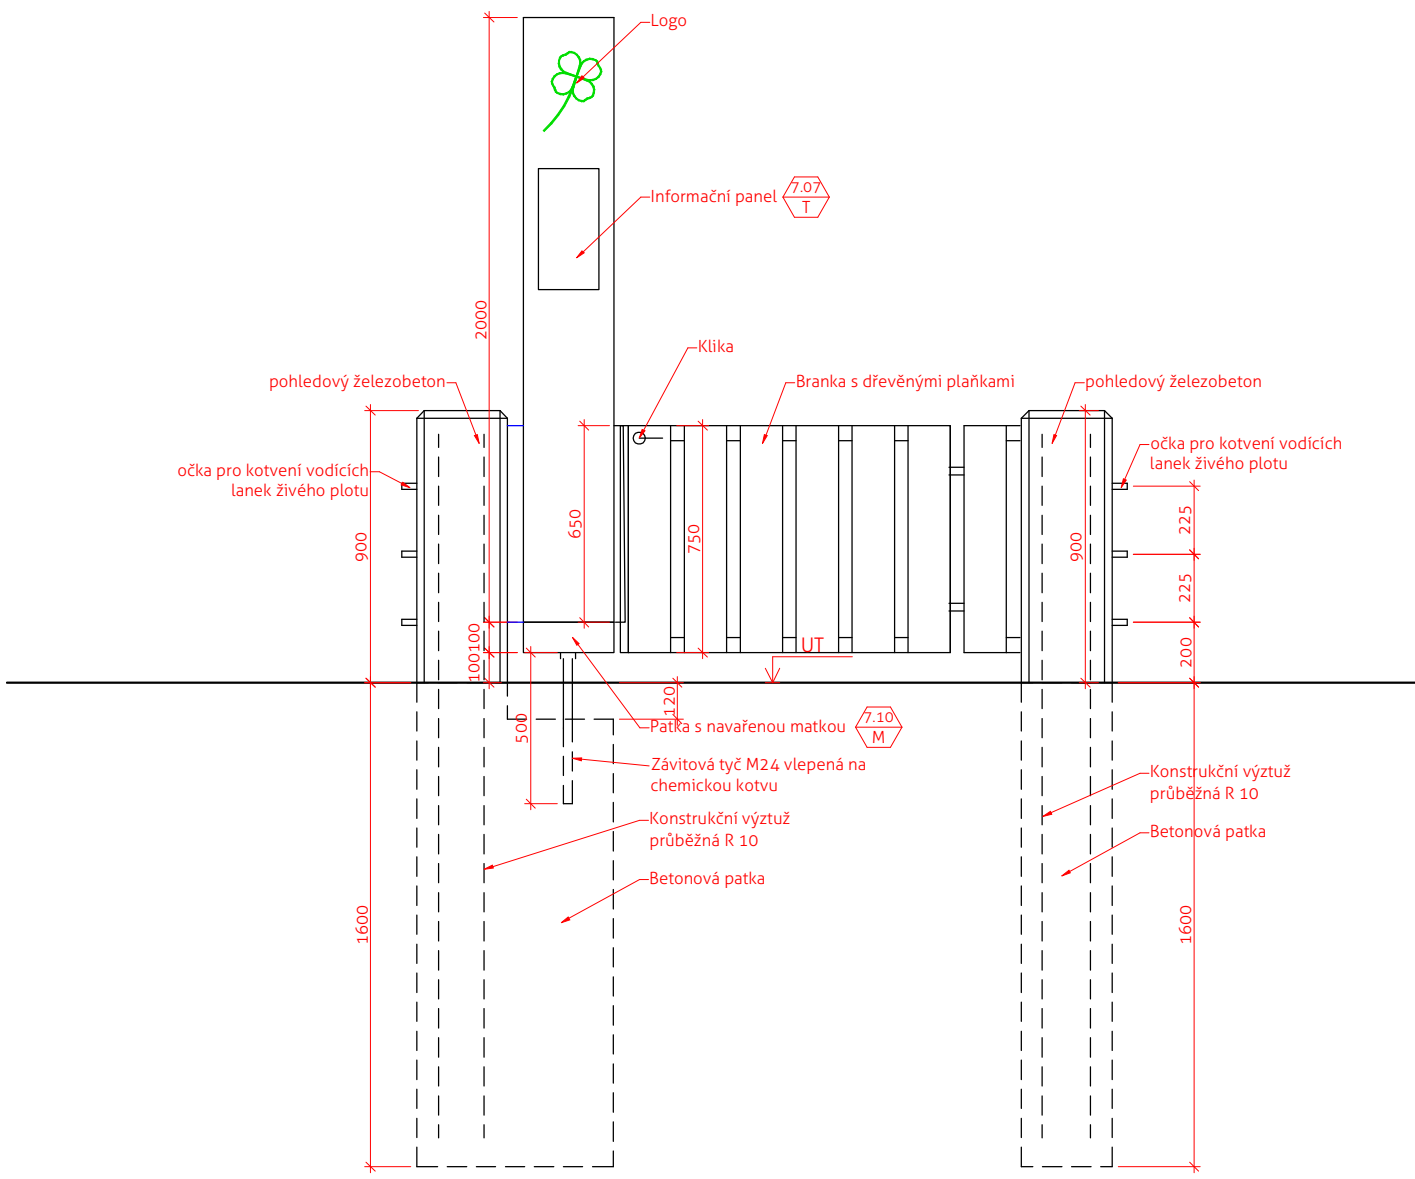 Logo
Informační panel
7.07
T
2000
Klika
pohledový železobeton
Branka s dřevěnými plaňkami
pohledový železobeton
očka pro kotvení vodících
lanek živého plotu
očka pro kotvení vodících
lanek živého plotu
900
650
750
900
225
225
200
100
100
UT
120
500
Patka s navařenou matkou
7.10
M
Závitová tyč M24 vlepená na
chemickou kotvu
Konstrukční výztuž
průběžná R 10
Betonová patka
Konstrukční výztuž
průběžná R 10
Betonová patka
1600
1600